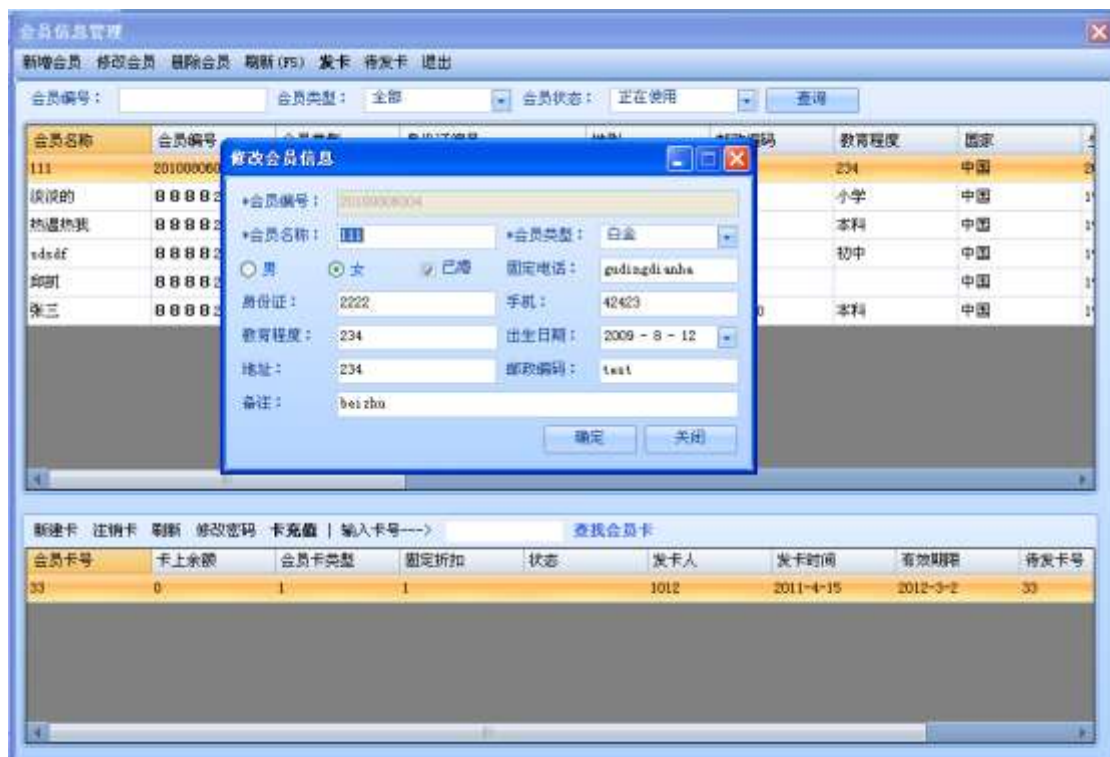 会员信息管理
新增会员 修改会员 删除会员 刷新(F5) 发卡 待发卡 退出
会员编号： 会员类型： 全部 会员状态： 正在使用 查询
会员名称 会员编号 教育程度 国家
111 234 中国
谈谈的 88882 小学 中国
热遏热我 88882 本科 中国
sdsdf 88882 初中 中国
88882 中国
张三 88882 本科 中国
修改会员信息
*会员编号： 20100806004
*会员名称： 111 *会员类型： 白金
男 女 已婚 固定电话： gudingdianha
身份证： 2222 手机： 42423
教育程度： 234 出生日期： 2009 - 8 - 12
地址： 234 邮政编码： test
备注： beizhu
确定 关闭
新建卡 注销卡 刷新 修改密码 卡充值 | 输入卡号---> 查找会员卡
会员卡号 卡上余额 会员卡类型 固定折扣 状态 发卡人 发卡时间 有效期限 待发卡号
33 0 1 1 1012 2011-4-15 2012-3-2 33